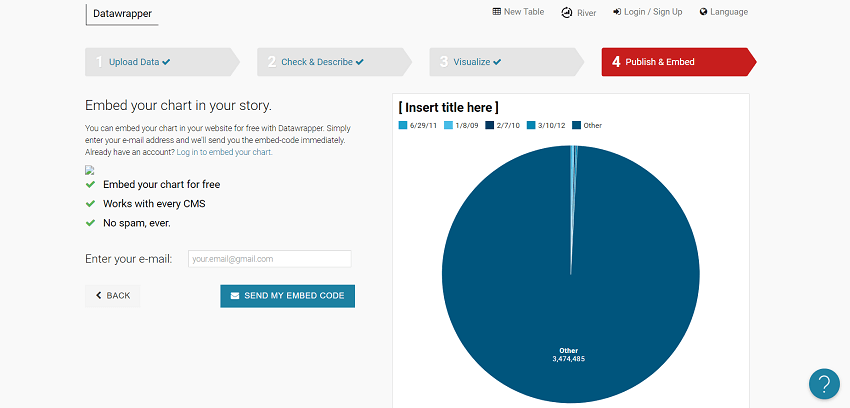 Datawrapper
New Table
River
Login / Sign Up
Language
1 Upload Data
2 Check & Describe
3 Visualize
4 Publish & Embed
Embed your chart in your story.
You can embed your chart in your website for free with Datawrapper. Simply
enter your e-mail address and we'll send you the embed-code immediately.
Already have an account? Log in to embed your chart.
Embed your chart for free
Works with every CMS
No spam, ever.
Enter your e-mail:
your.email@gmail.com
BACK
SEND MY EMBED CODE
[ Insert title here ]
6/29/11 1/8/09 2/7/10 3/10/12 Other
Other
3,474,485
?